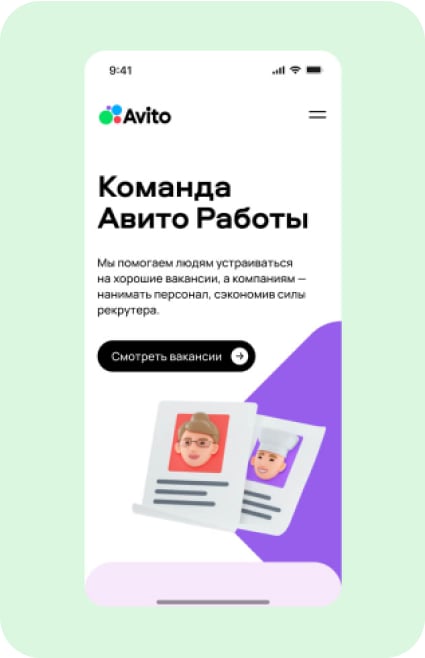 9:41
Avito
Команда
Авито Работы
Мы помогаем людям устраиваться
на хорошие вакансии, а компаниям —
нанимать персонал, сэкономив силы
рекрутера.
Смотреть вакансии